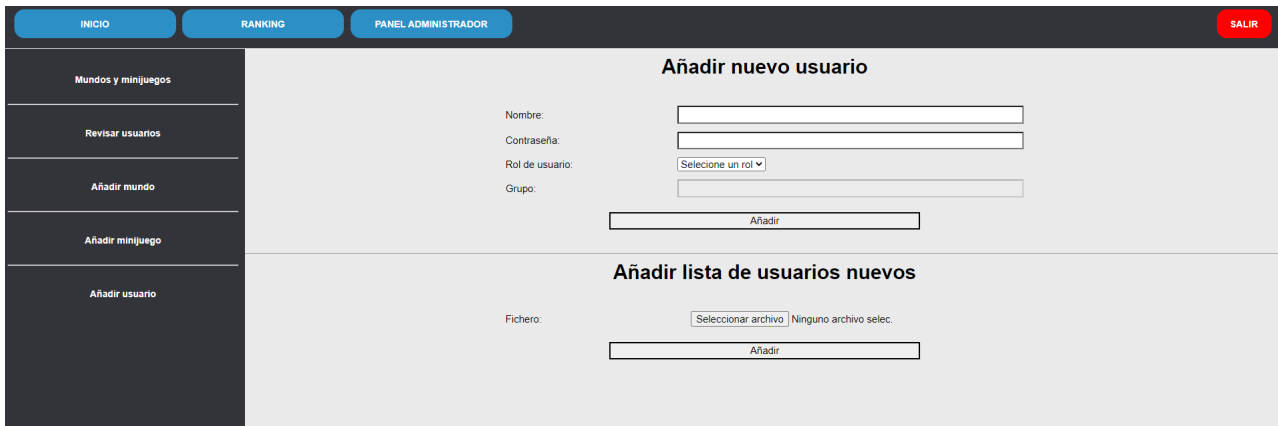 INICIO RANKING PANEL ADMINISTRADOR SALIR
Mundos y minijuegos
Revisar usuarios
Añadir mundo
Añadir minijuego
Añadir usuario
Añadir nuevo usuario
Nombre:
Contraseña:
Rol de usuario: Selecione un rol
Grupo:
Añadir
Añadir lista de usuarios nuevos
Fichero: Seleccionar archivo Ninguno archivo selec.
Añadir